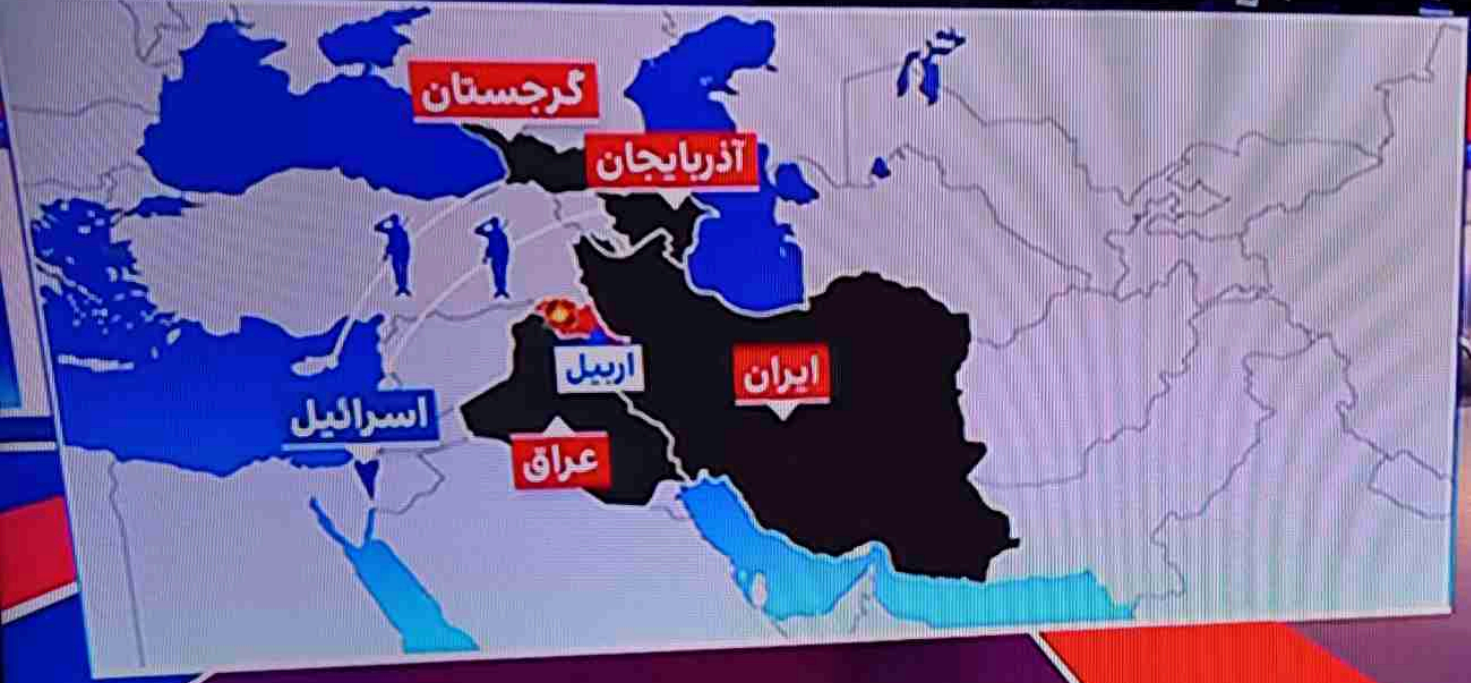 گرجستان
آذربایجان
اربیل
ایران
اسرائیل
عراق